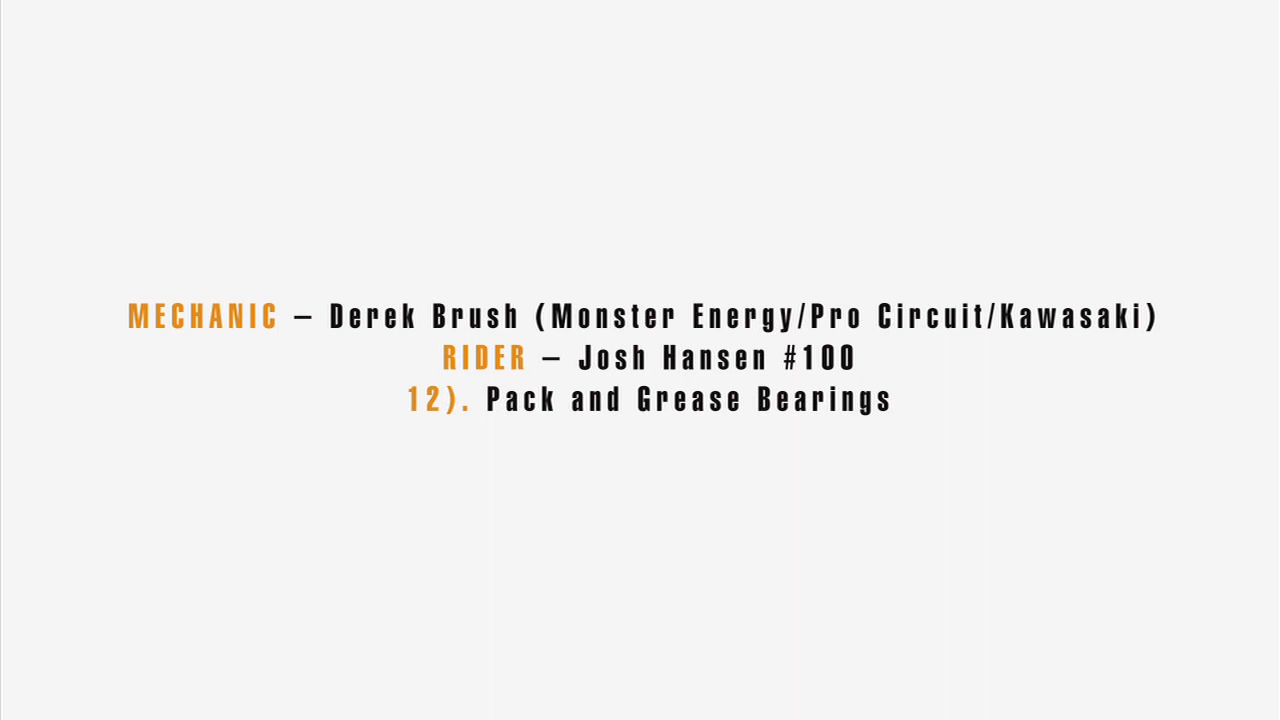 MECHANIC – Derek Brush (Monster Energy/Pro Circuit/Kawasaki)
RIDER – Josh Hansen #100
12). Pack and Grease Bearings